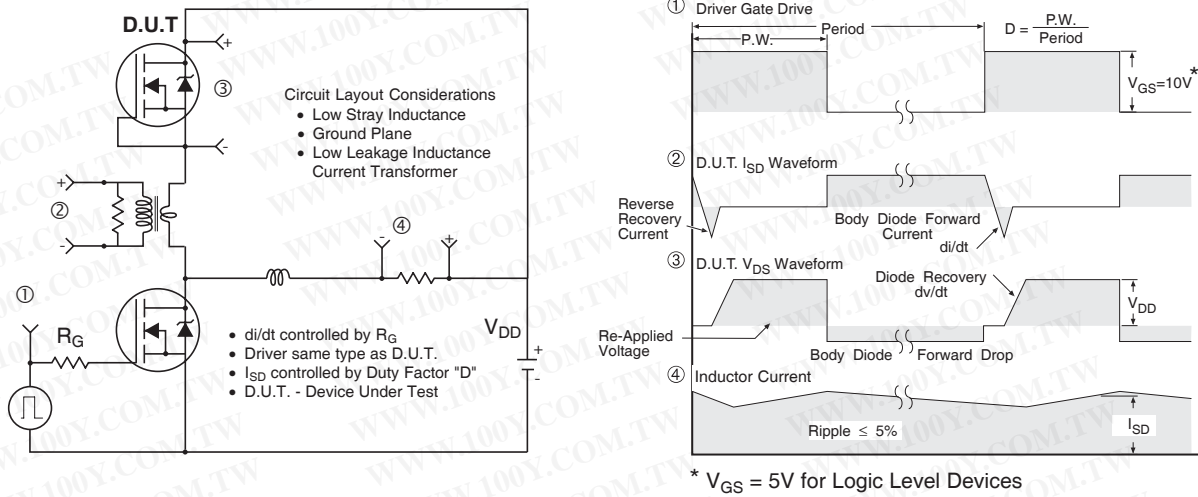 D.U.T
+
③
-
Circuit Layout Considerations
• Low Stray Inductance
• Ground Plane
• Low Leakage Inductance
Current Transformer
+
②
-
④
-
+
①
R_G
V_DD
+
-
• di/dt controlled by R_G
• Driver same type as D.U.T.
• I_SD controlled by Duty Factor "D"
• D.U.T. - Device Under Test
① Driver Gate Drive
P.W.
Period
D = P.W. / Period
V_GS=10V *
② D.U.T. I_SD Waveform
Reverse
Recovery
Current
Body Diode Forward
Current
di/dt
③ D.U.T. V_DS Waveform
Diode Recovery
dv/dt
V_DD
Re-Applied
Voltage
Body Diode Forward Drop
④ Inductor Current
Ripple ≤ 5%
I_SD
* V_GS = 5V for Logic Level Devices
WWW.100Y.COM.TW